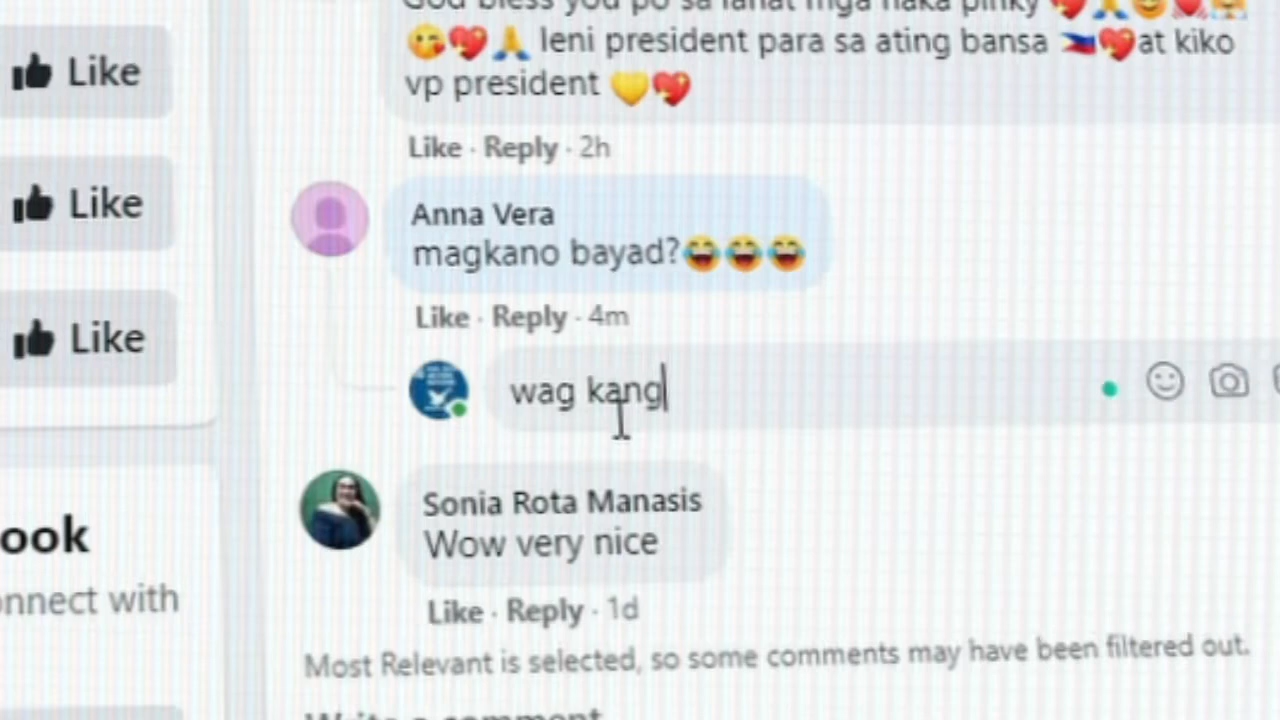 God bless you po sa lahat mga naka pinky 💖🙏😊
😘💖🙏 leni president para sa ating bansa 🇵🇭💖at kiko
vp president 💛💖
Like · Reply · 2h
Like
Like
Like
Anna Vera
magkano bayad?😂😂😂
Like · Reply · 4m
wag kang
Sonia Rota Manasis
Wow very nice
Like · Reply · 1d
Most Relevant is selected, so some comments may have been filtered out.
Write a comment
ook
onnect with